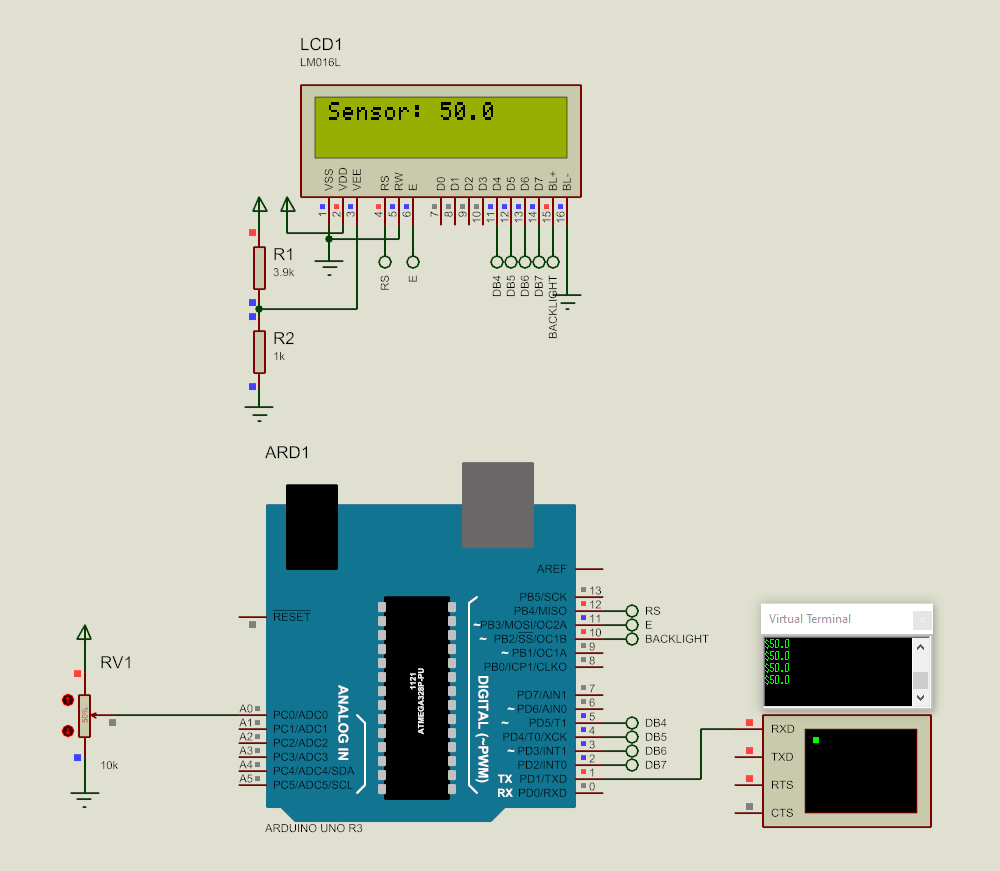 LCD1
LM016L
Sensor: 50.0
VSS
VDD
VEE
RS
RW
E
D0
D1
D2
D3
D4
D5
D6
D7
BL+
BL-
1
2
3
4
5
6
7
8
9
10
11
12
13
14
15
16
R1
3.9k
RS
E
DB4
DB5
DB6
DB7
BACKLIGHT
R2
1k
ARD1
AREF
RESET
PB5/SCK 13
PB4/MISO 12 RS
~PB3/MOSI/OC2A 11 E
~ PB2/SS/OC1B 10 BACKLIGHT
~ PB1/OC1A 9
PB0/ICP1/CLKO 8
1121
ATMEGA328P-PU
DIGITAL (~PWM)
ANALOG IN
PD7/AIN1 7
~ PD6/AIN0 6
~ PD5/T1 5 DB4
PD4/T0/XCK 4 DB5
~ PD3/INT1 3 DB6
PD2/INT0 2 DB7
TX PD1/TXD 1
RX PD0/RXD 0
A0 PC0/ADC0
A1 PC1/ADC1
A2 PC2/ADC2
A3 PC3/ADC3
A4 PC4/ADC4/SDA
A5 PC5/ADC5/SCL
ARDUINO UNO R3
RV1
50%
10k
Virtual Terminal
x
$50.0
$50.0
$50.0
$50.0
RXD
TXD
RTS
CTS